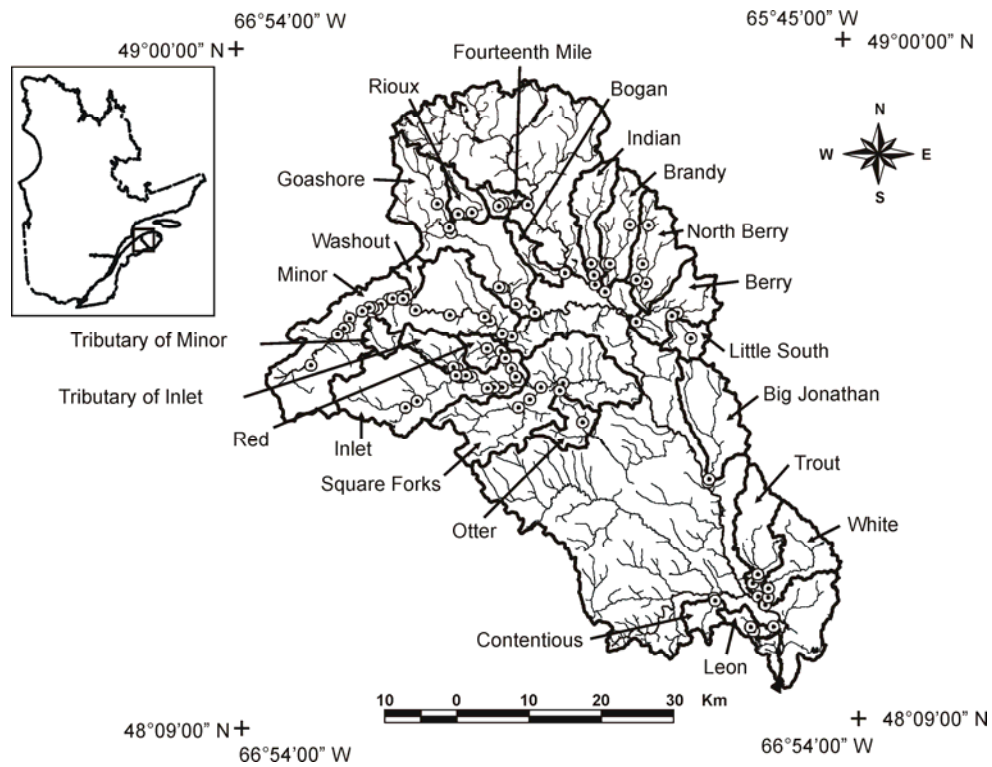 66°54'00" W
65°45'00" W
49°00'00" N
49°00'00" N
Fourteenth Mile
Rioux
Bogan
Indian
Goashore
Brandy
N
W
E
S
Washout
North Berry
Minor
Berry
Tributary of Minor
Little South
Tributary of Inlet
Big Jonathan
Red
Inlet
Square Forks
Trout
Otter
White
Contentious
Leon
10 0 10 20 30 Km
48°09'00" N
48°09'00" N
66°54'00" W
66°54'00" W